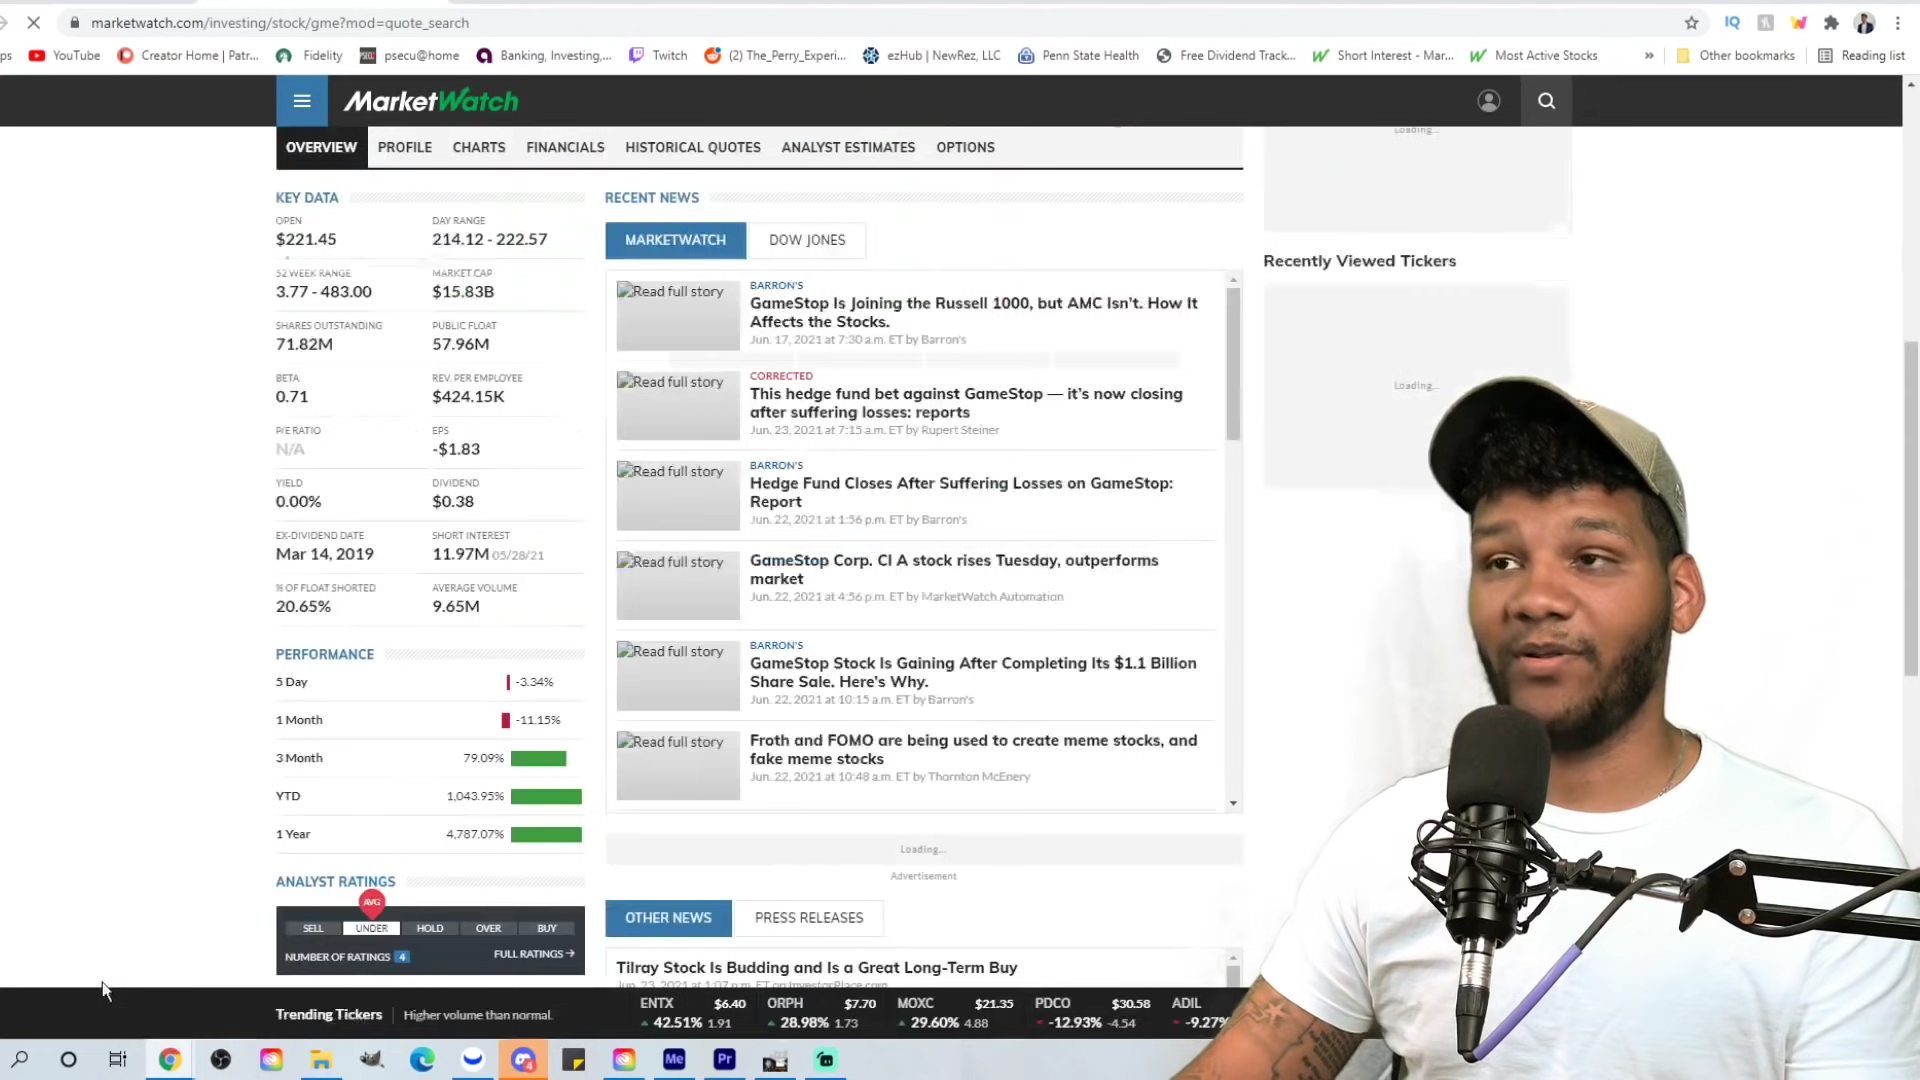 marketwatch.com/investing/stock/gme?mod=quote_search
ps YouTube Creator Home | Patr... Fidelity psecu@home Banking, Investing,... Twitch (2) The_Perry_Experi... ezHub | NewRez, LLC Penn State Health Free Dividend Track... Short Interest - Mar... Most Active Stocks » Other bookmarks Reading list
MarketWatch
OVERVIEW PROFILE CHARTS FINANCIALS HISTORICAL QUOTES ANALYST ESTIMATES OPTIONS
Loading...
KEY DATA
OPEN DAY RANGE
$221.45 214.12 - 222.57
52 WEEK RANGE MARKET CAP
3.77 - 483.00 $15.83B
SHARES OUTSTANDING PUBLIC FLOAT
71.82M 57.96M
BETA REV. PER EMPLOYEE
0.71 $424.15K
P/E RATIO EPS
N/A -$1.83
YIELD DIVIDEND
0.00% $0.38
EX-DIVIDEND DATE SHORT INTEREST
Mar 14, 2019 11.97M 05/28/21
% OF FLOAT SHORTED AVERAGE VOLUME
20.65% 9.65M
PERFORMANCE
5 Day -3.34%
1 Month -11.15%
3 Month 79.09%
YTD 1,043.95%
1 Year 4,787.07%
ANALYST RATINGS
AVG
SELL UNDER HOLD OVER BUY
NUMBER OF RATINGS 4 FULL RATINGS →
RECENT NEWS
MARKETWATCH DOW JONES
Read full story
BARRON'S
GameStop Is Joining the Russell 1000, but AMC Isn't. How It
Affects the Stocks.
Jun. 17, 2021 at 7:30 a.m. ET by Barron's
Read full story
CORRECTED
This hedge fund bet against GameStop — it's now closing
after suffering losses: reports
Jun. 23, 2021 at 7:15 a.m. ET by Rupert Steiner
Read full story
BARRON'S
Hedge Fund Closes After Suffering Losses on GameStop:
Report
Jun. 22, 2021 at 1:56 p.m. ET by Barron's
Read full story
GameStop Corp. Cl A stock rises Tuesday, outperforms
market
Jun. 22, 2021 at 4:56 p.m. ET by MarketWatch Automation
Read full story
BARRON'S
GameStop Stock Is Gaining After Completing Its $1.1 Billion
Share Sale. Here's Why.
Jun. 22, 2021 at 10:15 a.m. ET by Barron's
Read full story
Froth and FOMO are being used to create meme stocks, and
fake meme stocks
Jun. 22, 2021 at 10:48 a.m. ET by Thornton McEnery
Loading...
Advertisement
OTHER NEWS PRESS RELEASES
Tilray Stock Is Budding and Is a Great Long-Term Buy
Jun. 23, 2021 at 1:07 p.m. ET on InvestorPlace.com
Recently Viewed Tickers
Loading...
Trending Tickers Higher volume than normal.
ENTX $6.40 ORPH $7.70 MOXC $21.35 PDCO $30.58 ADIL
42.51% 1.91 28.98% 1.73 29.60% 4.88 -12.93% -4.54 -9.27%
4 Me Pr